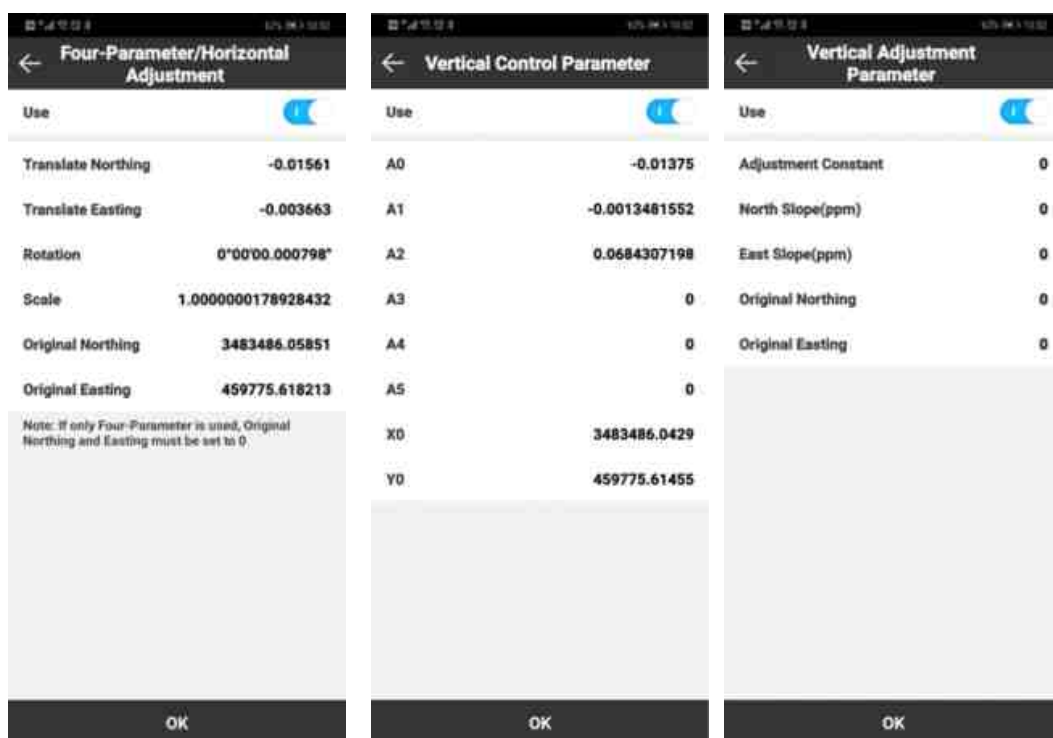 Four-Parameter/Horizontal
Adjustment
Use
Translate Northing -0.01561
Translate Easting -0.003663
Rotation 0°00'00.000798"
Scale 1.0000000178928432
Original Northing 3483486.05851
Original Easting 459775.618213
Note: If only Four-Parameter is used, Original
Northing and Easting must be set to 0
OK
Vertical Control Parameter
Use
A0 -0.01375
A1 -0.0013481552
A2 0.0684307198
A3 0
A4 0
A5 0
X0 3483486.0429
Y0 459775.61455
OK
Vertical Adjustment
Parameter
Use
Adjustment Constant 0
North Slope(ppm) 0
East Slope(ppm) 0
Original Northing 0
Original Easting 0
OK